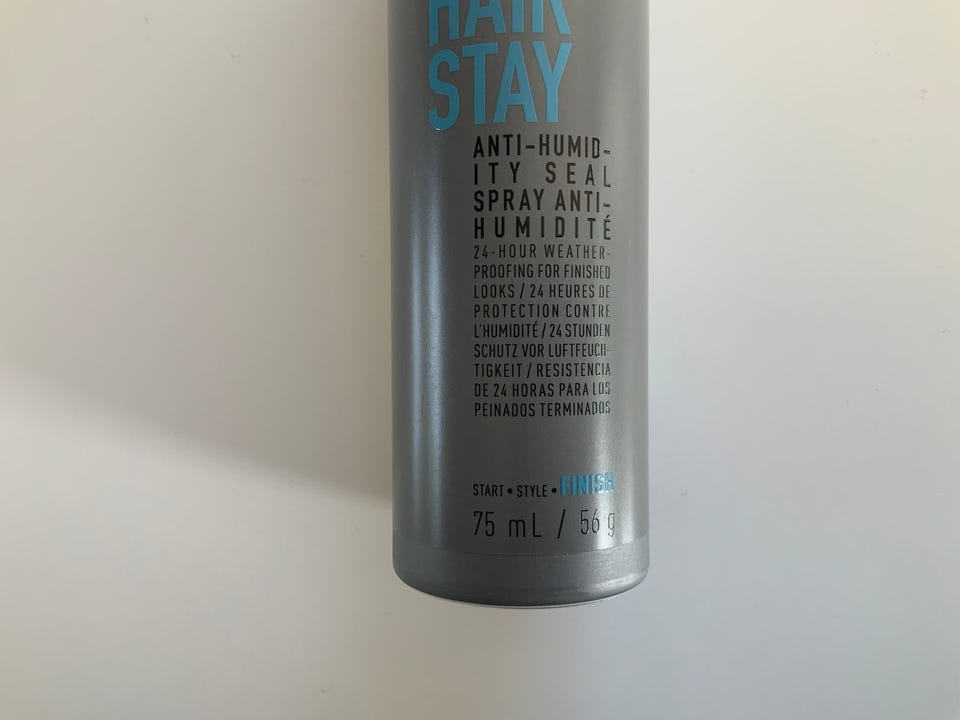 HAIR
STAY
ANTI-HUMID-
ITY SEAL
SPRAY ANTI-
HUMIDITÉ
24-HOUR WEATHER-
PROOFING FOR FINISHED
LOOKS / 24 HEURES DE
PROTECTION CONTRE
L'HUMIDITÉ / 24 STUNDEN
SCHUTZ VOR LUFTFEUCH-
TIGKEIT / RESISTENCIA
DE 24 HORAS PARA LOS
PEINADOS TERMINADOS
START • STYLE • FINISH
75 mL / 56 g